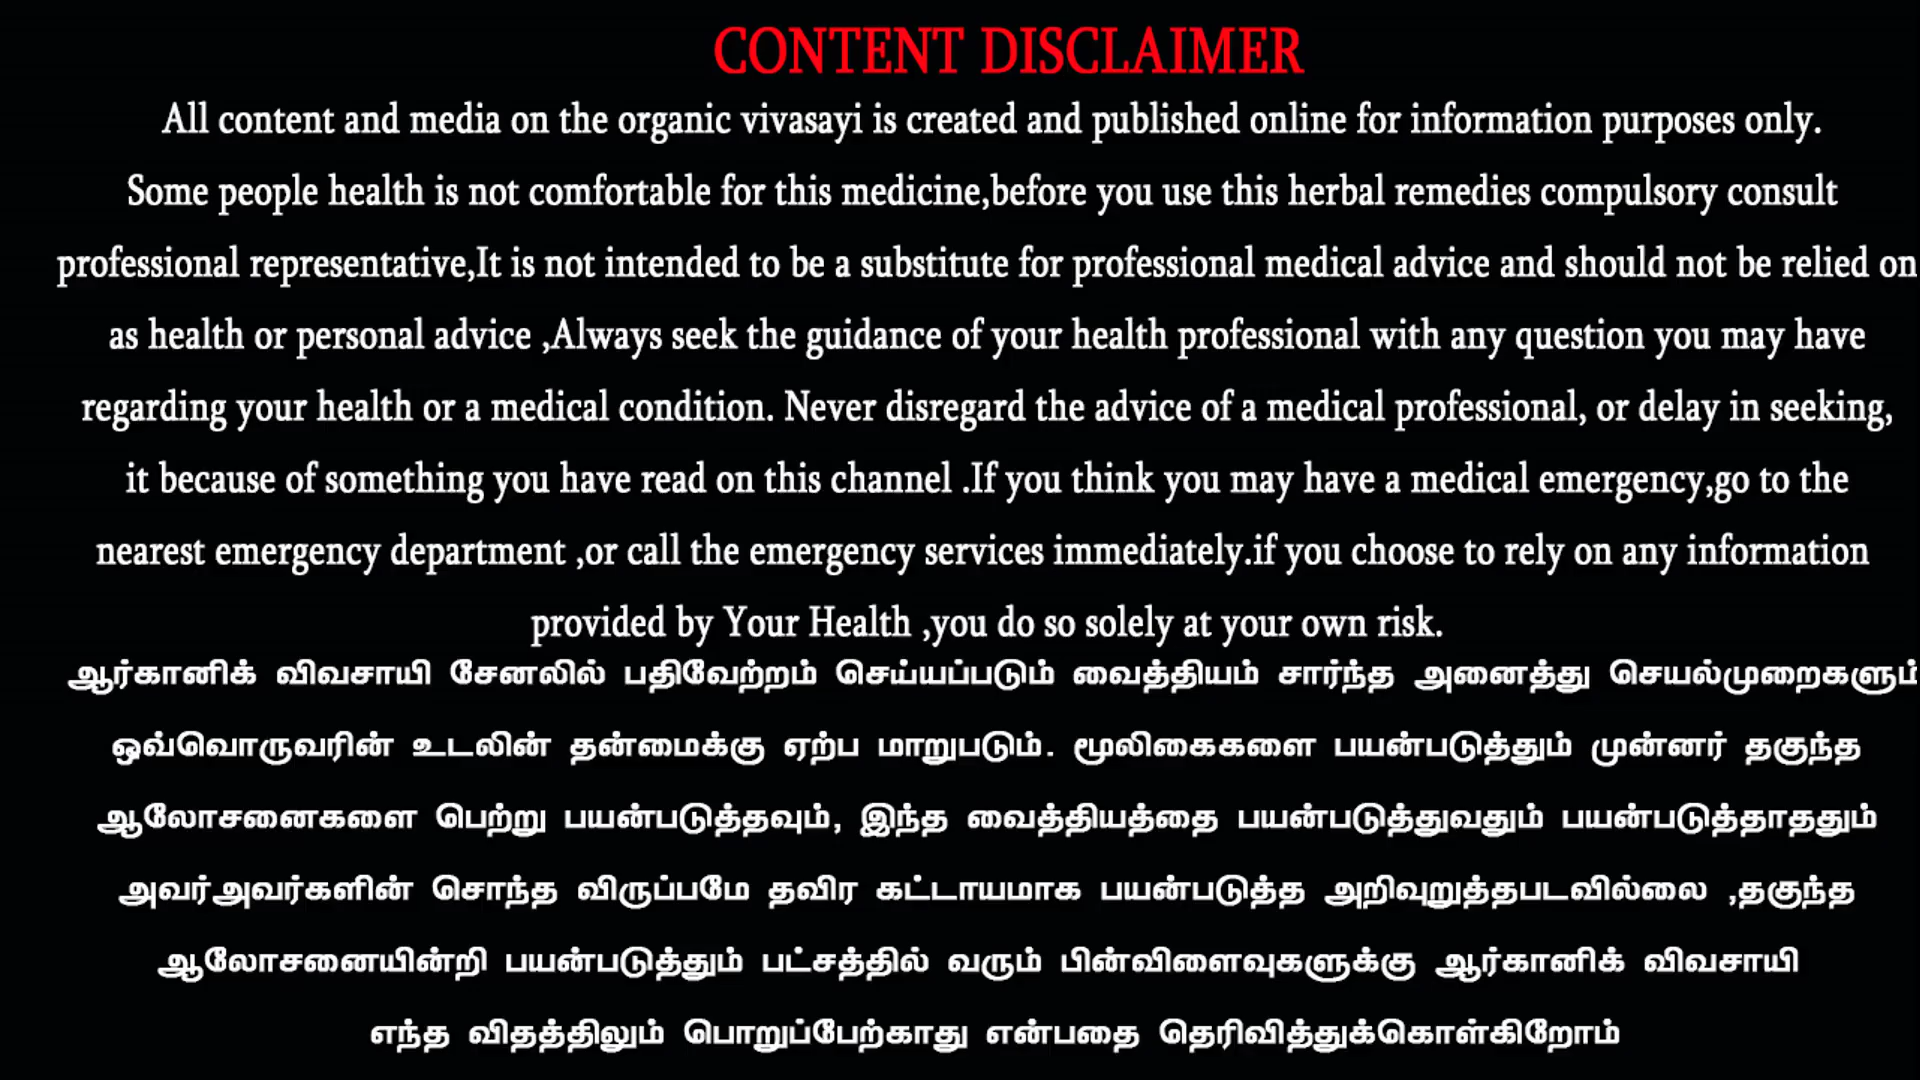 CONTENT DISCLAIMER
All content and media on the organic vivasayi is created and published online for information purposes only.
Some people health is not comfortable for this medicine,before you use this herbal remedies compulsory consult
professional representative,It is not intended to be a substitute for professional medical advice and should not be relied on
as health or personal advice ,Always seek the guidance of your health professional with any question you may have
regarding your health or a medical condition. Never disregard the advice of a medical professional, or delay in seeking,
it because of something you have read on this channel .If you think you may have a medical emergency,go to the
nearest emergency department ,or call the emergency services immediately.if you choose to rely on any information
provided by Your Health ,you do so solely at your own risk.
ஆர்கானிக் விவசாயி சேனலில் பதிவேற்றம் செய்யப்படும் வைத்தியம் சார்ந்த அனைத்து செயல்முறைகளும்
ஒவ்வொருவரின் உடலின் தன்மைக்கு ஏற்ப மாறுபடும். மூலிகைகளை பயன்படுத்தும் முன்னர் தகுந்த
ஆலோசனைகளை பெற்று பயன்படுத்தவும், இந்த வைத்தியத்தை பயன்படுத்துவதும் பயன்படுத்தாததும்
அவர்அவர்களின் சொந்த விருப்பமே தவிர கட்டாயமாக பயன்படுத்த அறிவுறுத்தபடவில்லை ,தகுந்த
ஆலோசனையின்றி பயன்படுத்தும் பட்சத்தில் வரும் பின்விளைவுகளுக்கு ஆர்கானிக் விவசாயி
எந்த விதத்திலும் பொறுப்பேற்காது என்பதை தெரிவித்துக்கொள்கிறோம்